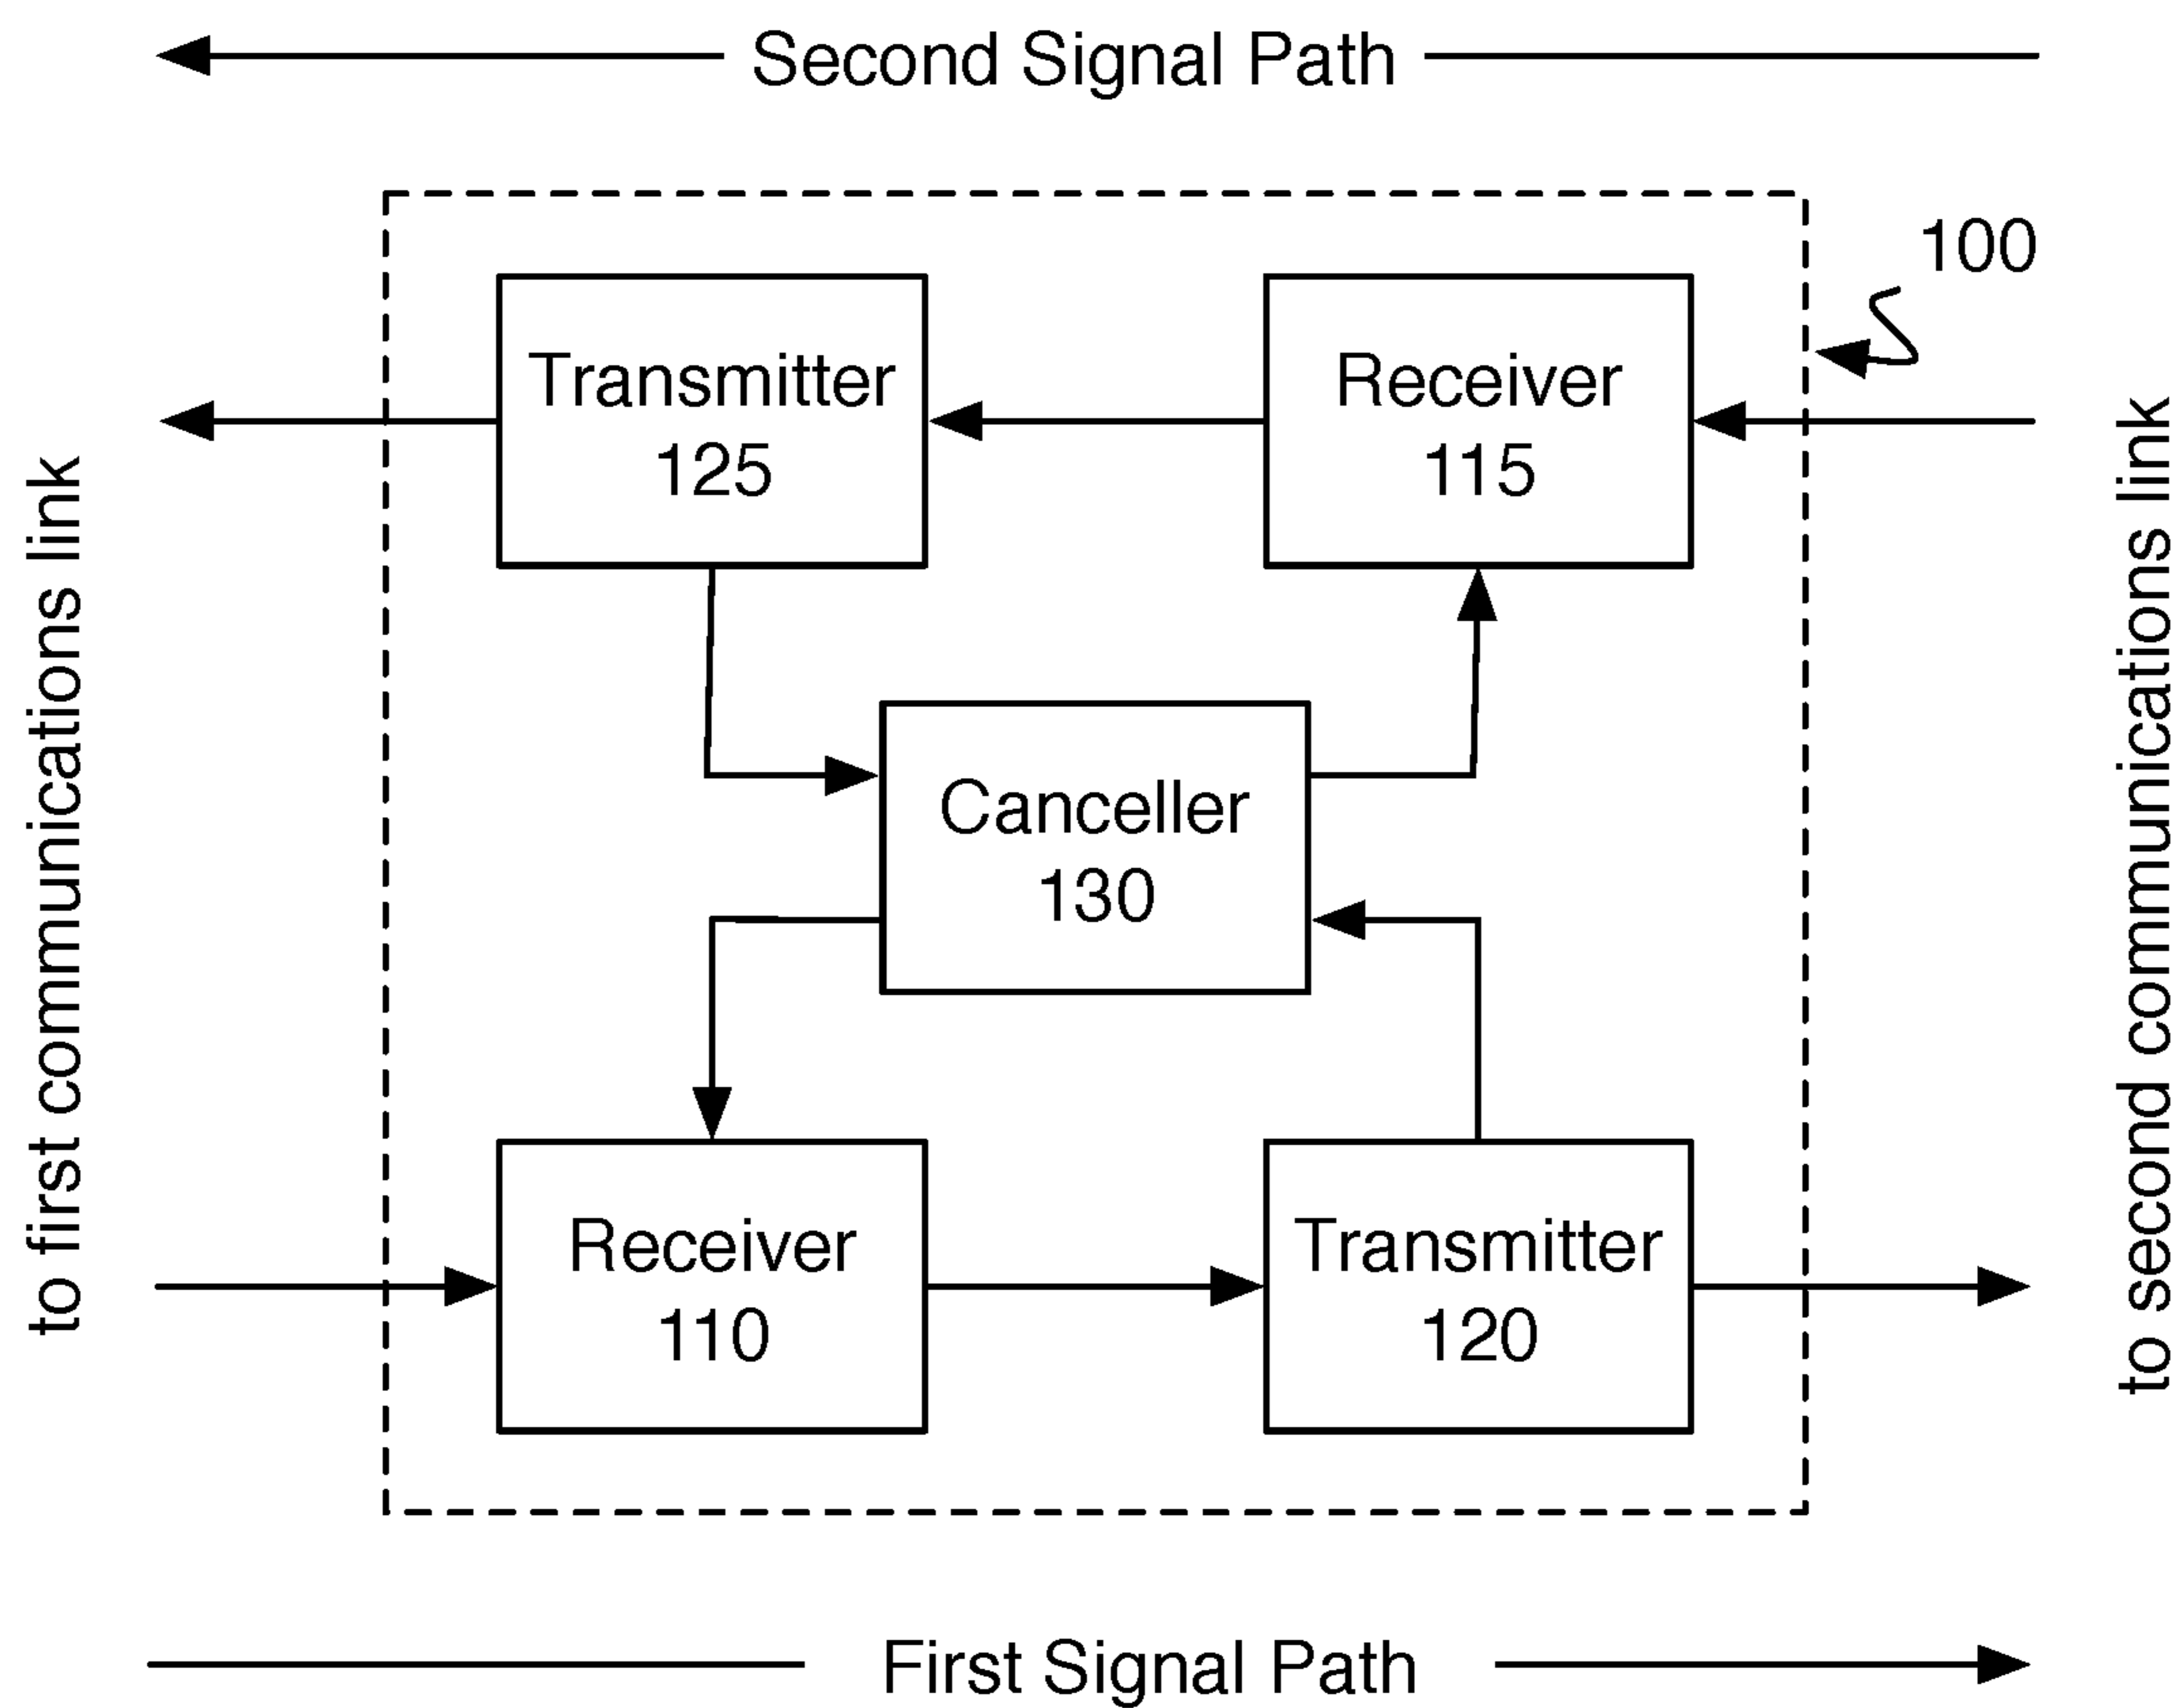 Second Signal Path
100
Transmitter
125
Receiver
115
to first communications link
to second communications link
Canceller
130
Receiver
110
Transmitter
120
First Signal Path